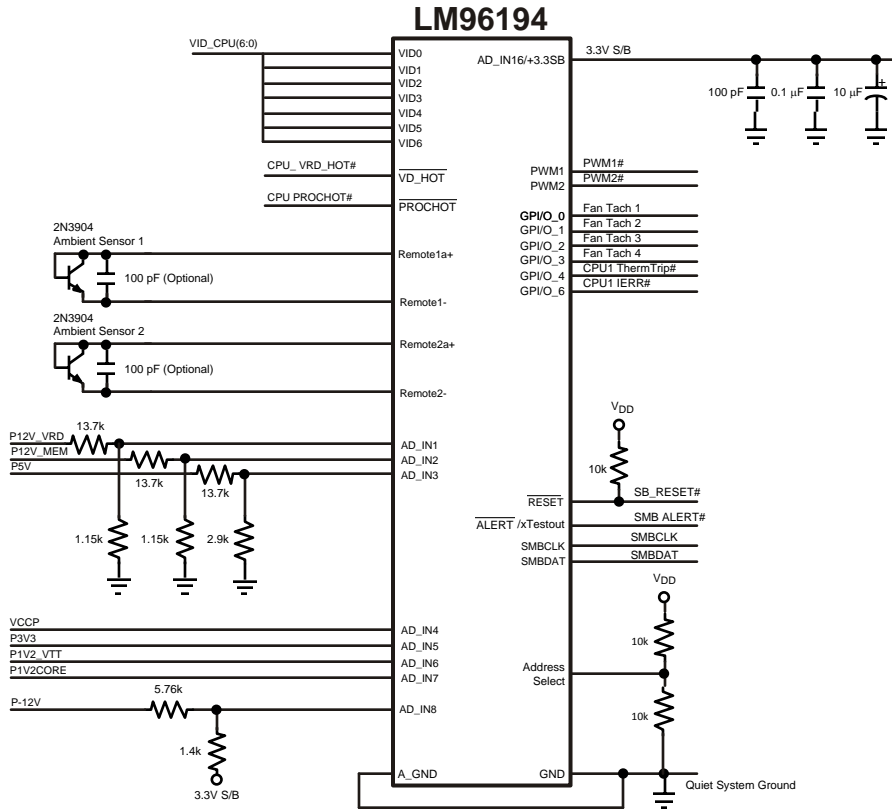 LM96194
VID_CPU(6:0)
VID0
VID1
VID2
VID3
VID4
VID5
VID6
CPU_ VRD_HOT#
VD_HOT
CPU PROCHOT#
PROCHOT
2N3904
Ambient Sensor 1
100 pF (Optional)
Remote1a+
Remote1-
2N3904
Ambient Sensor 2
100 pF (Optional)
Remote2a+
Remote2-
P12V_VRD
13.7k
AD_IN1
P12V_MEM
13.7k
AD_IN2
P5V
13.7k
AD_IN3
1.15k
1.15k
2.9k
VCCP
AD_IN4
P3V3
AD_IN5
P1V2_VTT
AD_IN6
P1V2CORE
AD_IN7
P-12V
5.76k
AD_IN8
1.4k
3.3V S/B
A_GND
AD_IN16/+3.3SB
3.3V S/B
100 pF
0.1 μF
10 μF
+
PWM1
PWM1#
PWM2
PWM2#
GPI/O_0
Fan Tach 1
GPI/O_1
Fan Tach 2
GPI/O_2
Fan Tach 3
GPI/O_3
Fan Tach 4
GPI/O_4
CPU1 ThermTrip#
GPI/O_6
CPU1 IERR#
VDD
10k
RESET
SB_RESET#
ALERT /xTestout
SMB ALERT#
SMBCLK
SMBCLK
SMBDAT
SMBDAT
VDD
10k
Address
Select
10k
GND
Quiet System Ground